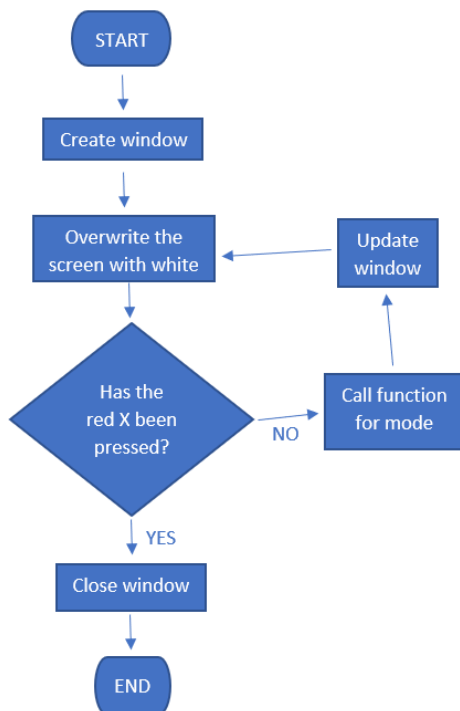 START
Create window
Overwrite the
screen with white
Update
window
Has the
red X been
pressed?
NO
Call function
for mode
YES
Close window
END